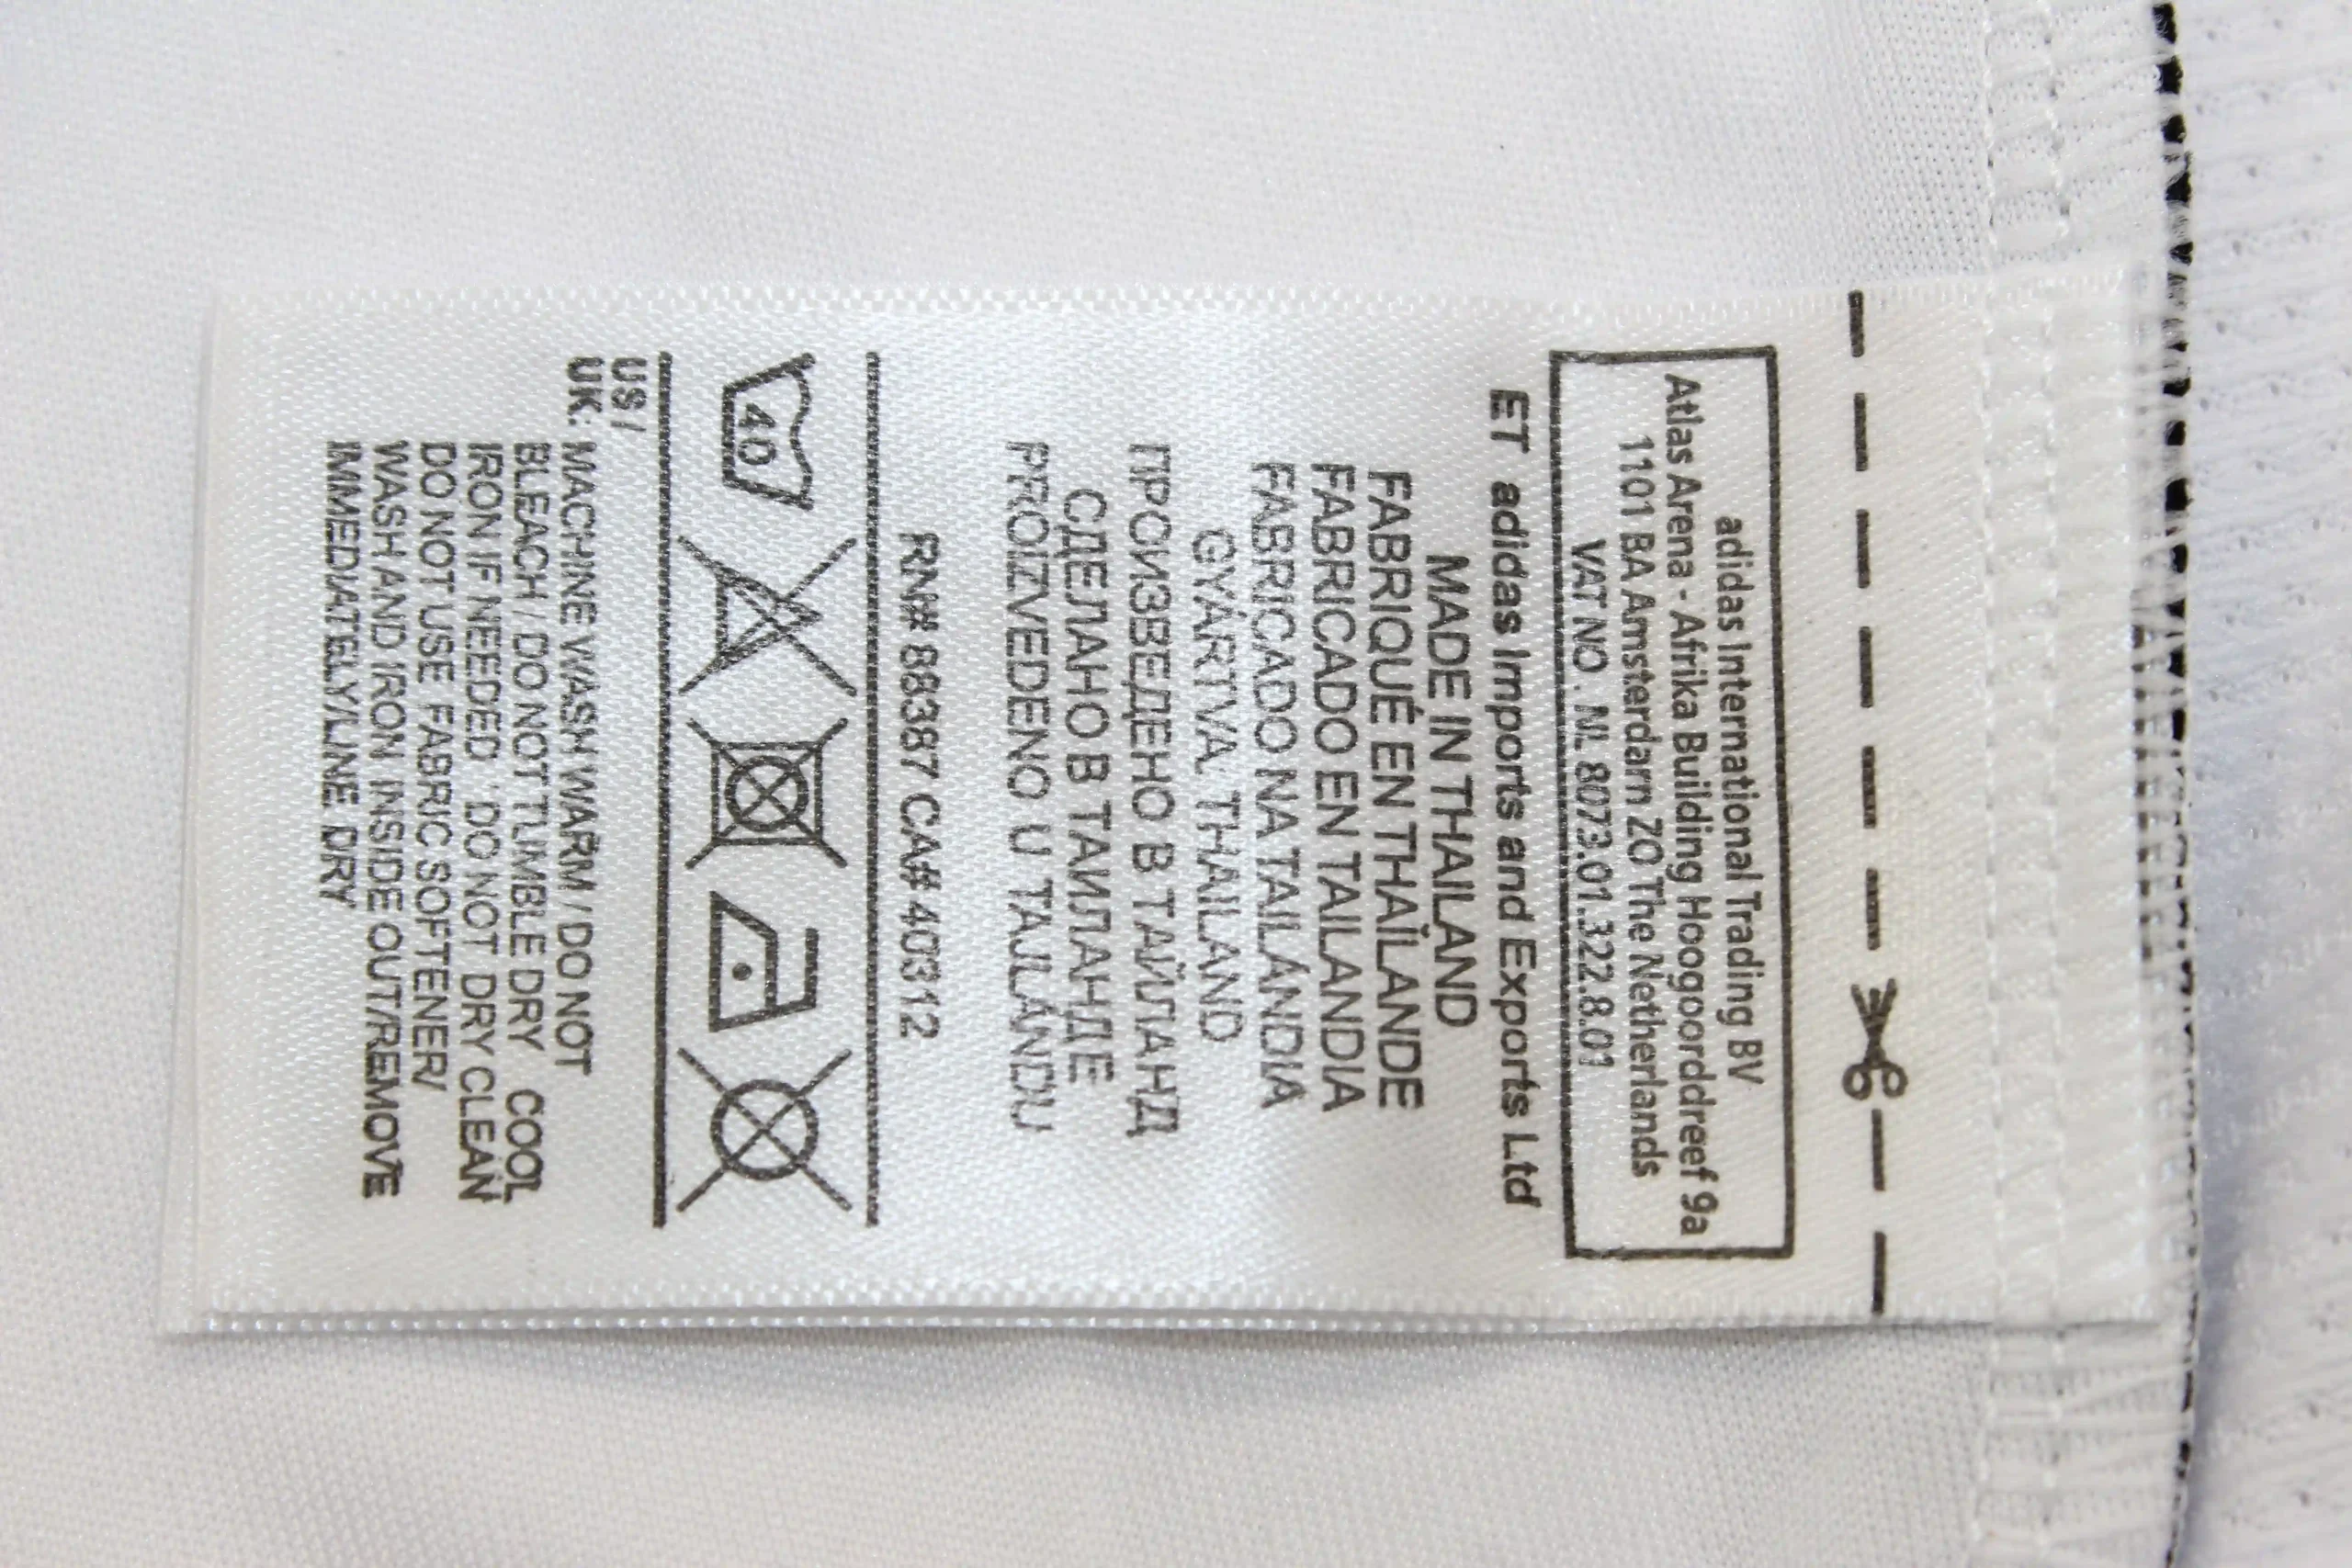 adidas International Trading BV
Atlas Arena - Afrika Building Hoogoorddreef 9a
1101 BA Amsterdam ZO The Netherlands
VAT NO . NL 8073.01.322.8.01
ET adidas Imports and Exports Ltd
MADE IN THAILAND
FABRIQUÉ EN THAÏLANDE
FABRICADO EN TAILANDIA
FABRICADO NA TAILÁNDIA
GYÁRTVA: THAILAND
ПРОИЗВЕДЕНО В ТАЙЛАНД
СДЕЛАНО В ТАИЛАНДЕ
PROIZVEDENO U TAJLÁNDU
RN# 88387 CA# 40312
40
US /
UK: MACHINE WASH WARM / DO NOT
BLEACH / DO NOT TUMBLE DRY COOL
IRON IF NEEDED DO NOT DRY CLEAN
DO NOT USE FABRIC SOFTENER/
WASH AND IRON INSIDE OUT/REMOVE
IMMEDIATELY/LINE DRY